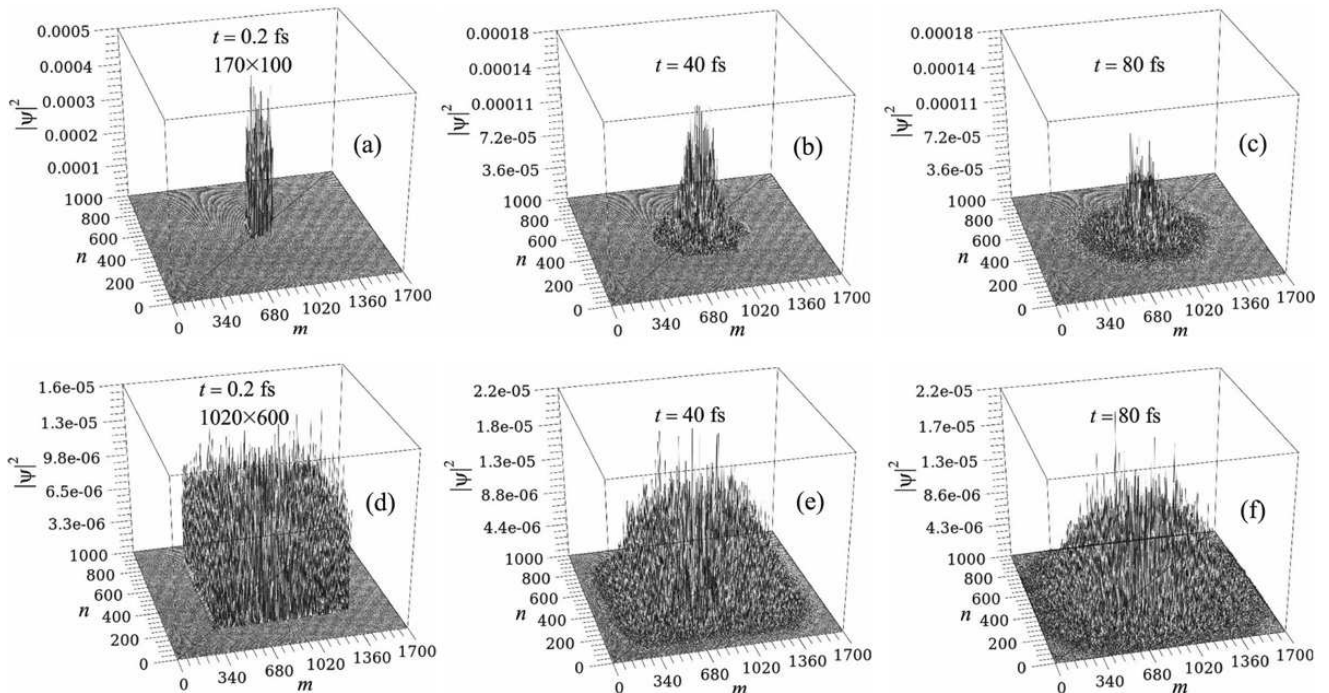 0.0005
0.0004
0.0003
0.0002
0.0001
|ψ|²
t = 0.2 fs
170×100
(a)
1000
800
600
400
200
0
n
0
340
680
1020
1360
1700
m
0.00018
0.00014
0.00011
7.2e-05
3.6e-05
|ψ|²
t = 40 fs
(b)
1000
800
600
400
200
0
n
0
340
680
1020
1360
1700
m
0.00018
0.00014
0.00011
7.2e-05
3.6e-05
|ψ|²
t = 80 fs
(c)
1000
800
600
400
200
0
n
0
340
680
1020
1360
1700
m
1.6e-05
1.3e-05
9.8e-06
6.5e-06
3.3e-06
|ψ|²
t = 0.2 fs
1020×600
(d)
1000
800
600
400
200
0
n
0
340
680
1020
1360
1700
m
2.2e-05
1.8e-05
1.3e-05
8.8e-06
4.4e-06
|ψ|²
t = 40 fs
(e)
1000
800
600
400
200
0
n
0
340
680
1020
1360
1700
m
2.2e-05
1.7e-05
1.3e-05
8.6e-06
4.3e-06
|ψ|²
t = 80 fs
(f)
1000
800
600
400
200
0
n
0
340
680
1020
1360
1700
m